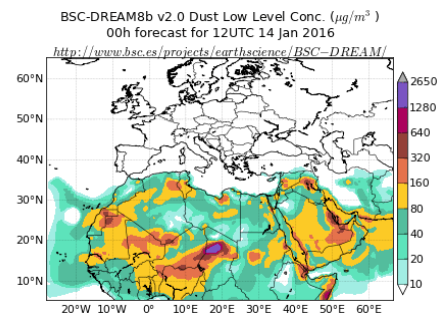 BSC-DREAM8b v2.0 Dust Low Level Conc. (μg/m³ )
00h forecast for 12UTC 14 Jan 2016
http://www.bsc.es/projects/earthscience/BSC−DREAM/
60°N
50°N
40°N
30°N
20°N
10°N
20°W 10°W 0°E 10°E 20°E 30°E 40°E 50°E 60°E
2650
1280
640
320
160
80
40
20
10